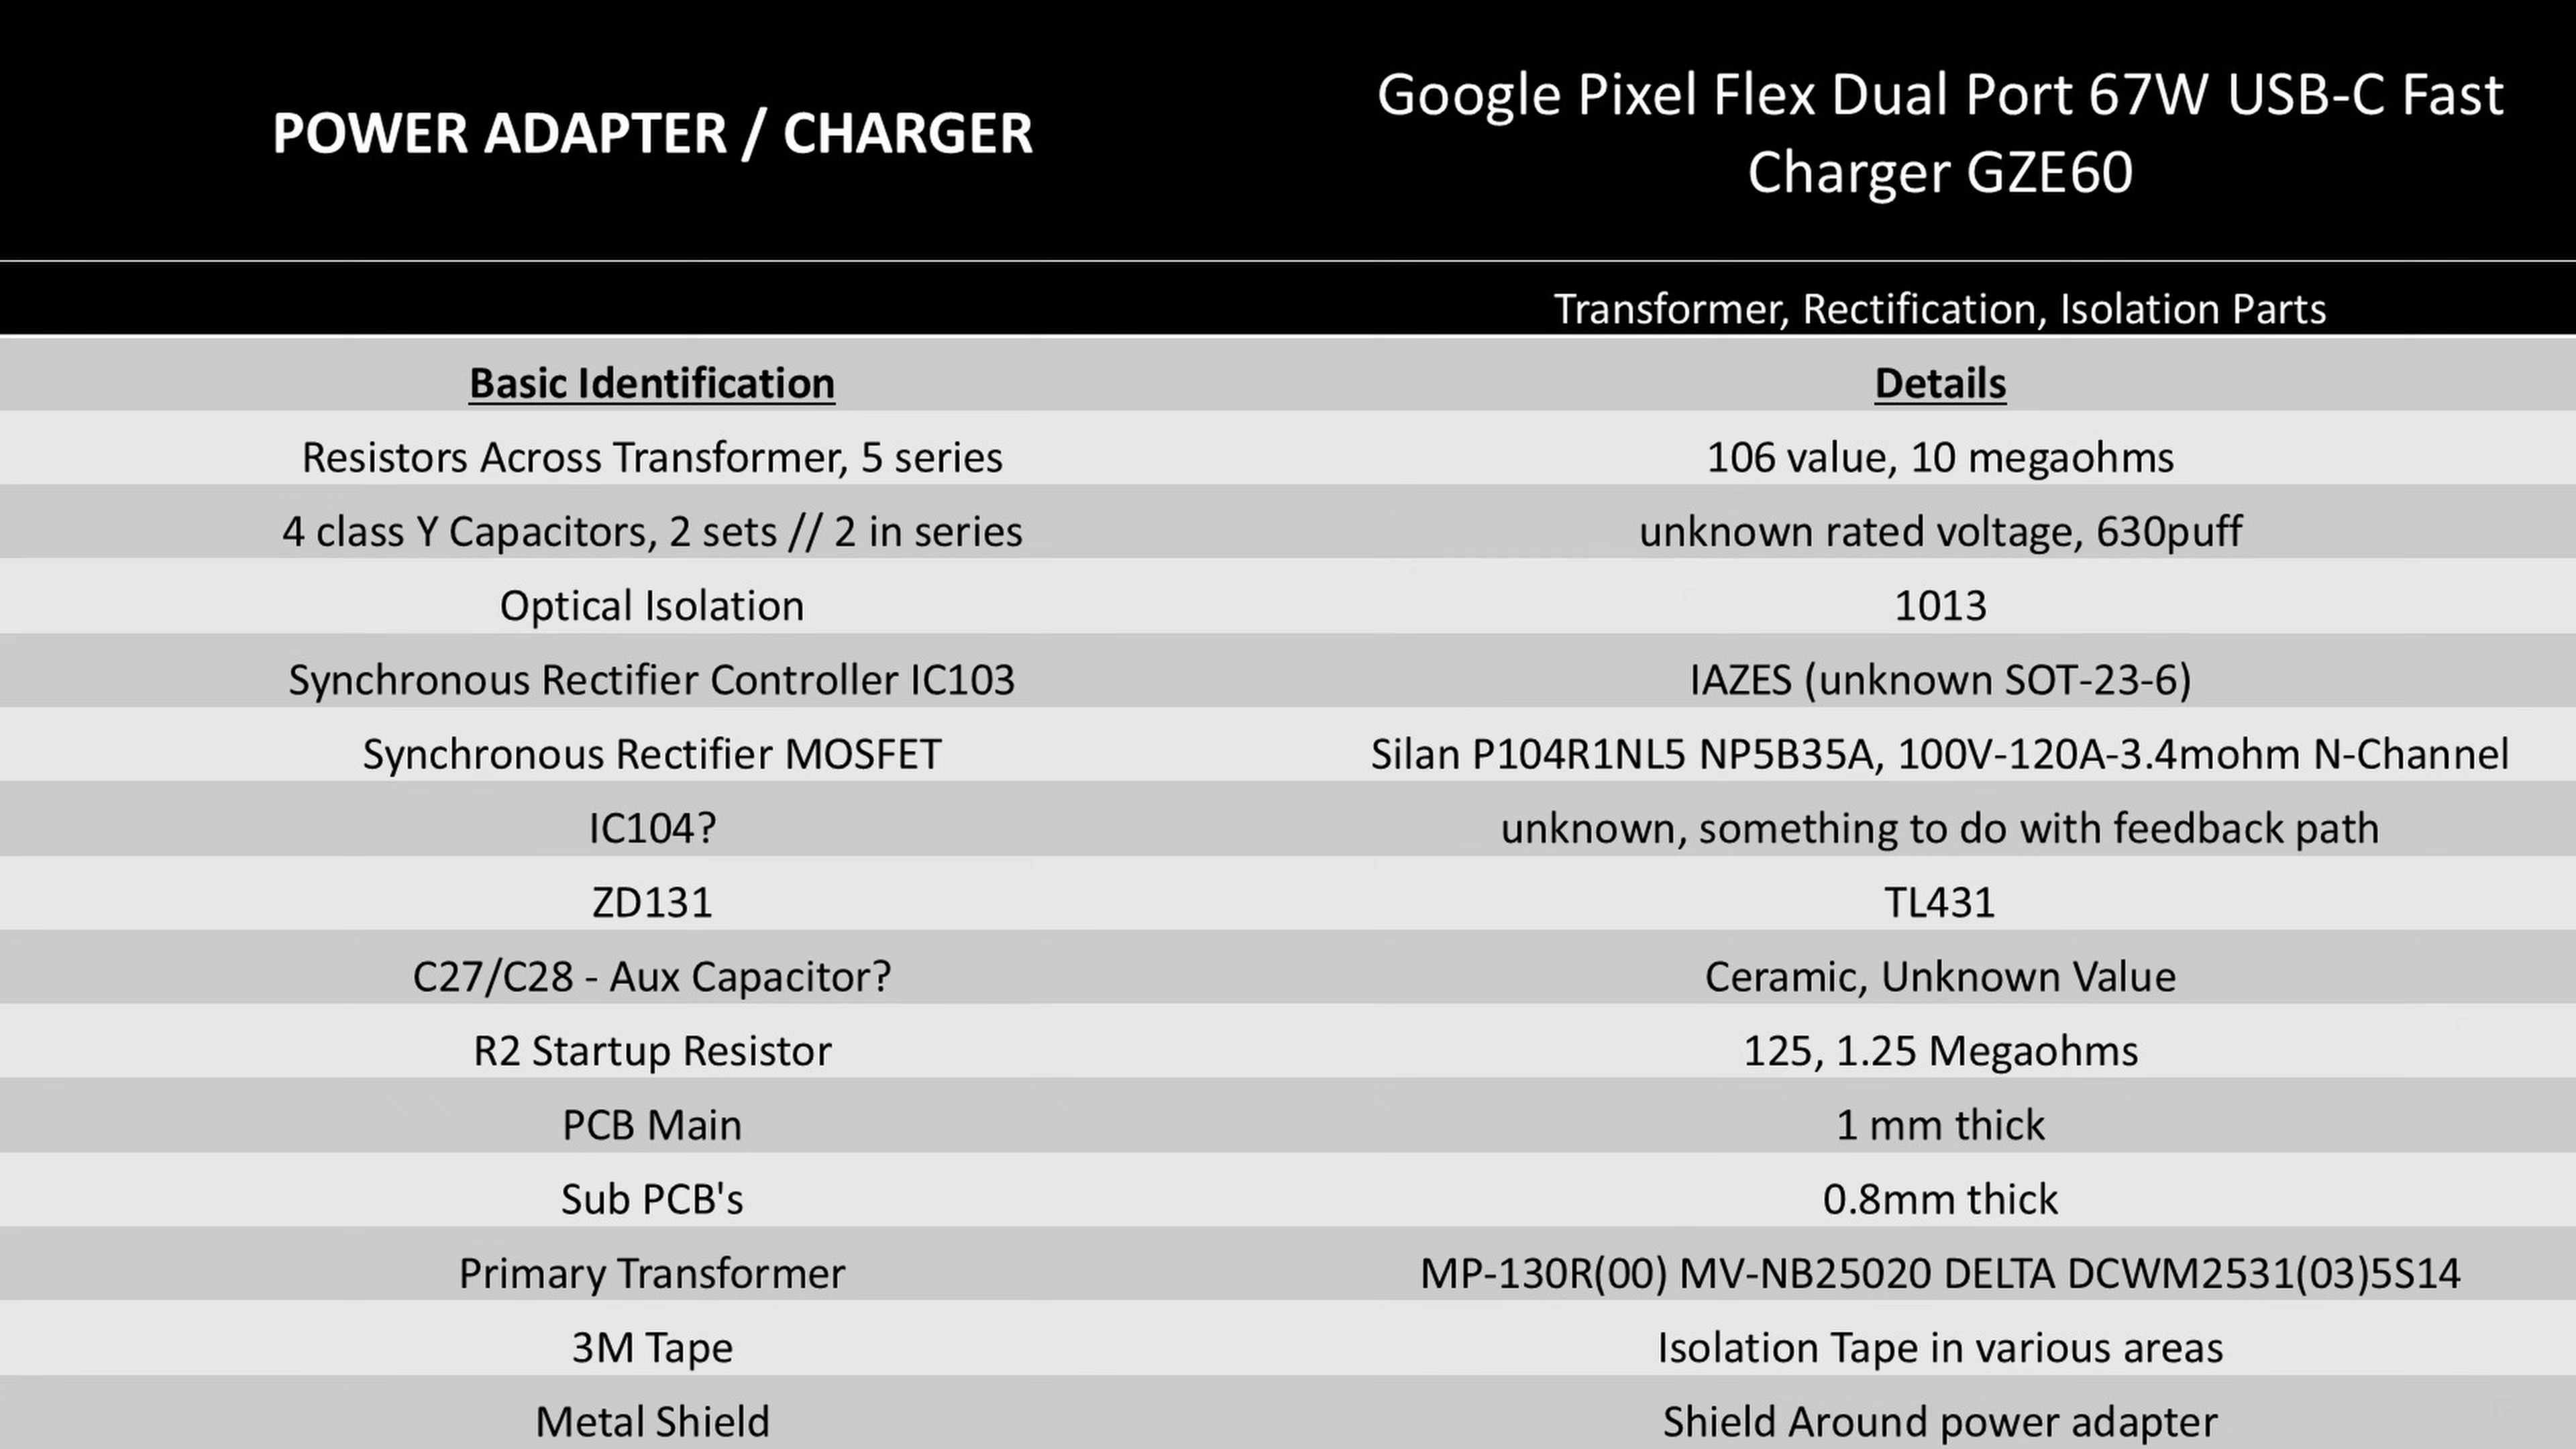 POWER ADAPTER / CHARGER
Google Pixel Flex Dual Port 67W USB-C Fast
Charger GZE60
Transformer, Rectification, Isolation Parts
Basic Identification
Details
Resistors Across Transformer, 5 series
106 value, 10 megaohms
4 class Y Capacitors, 2 sets // 2 in series
unknown rated voltage, 630puff
Optical Isolation
1013
Synchronous Rectifier Controller IC103
IAZES (unknown SOT-23-6)
Synchronous Rectifier MOSFET
Silan P104R1NL5 NP5B35A, 100V-120A-3.4mohm N-Channel
IC104?
unknown, something to do with feedback path
ZD131
TL431
C27/C28 - Aux Capacitor?
Ceramic, Unknown Value
R2 Startup Resistor
125, 1.25 Megaohms
PCB Main
1 mm thick
Sub PCB's
0.8mm thick
Primary Transformer
MP-130R(00) MV-NB25020 DELTA DCWM2531(03)5S14
3M Tape
Isolation Tape in various areas
Metal Shield
Shield Around power adapter